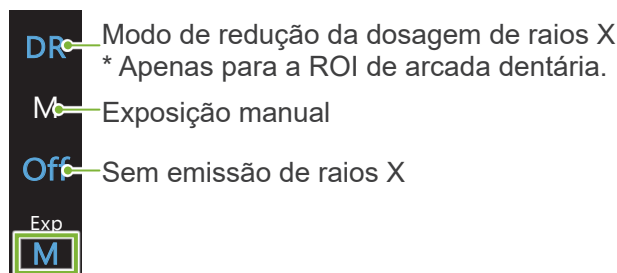 DR Modo de redução da dosagem de raios X
* Apenas para a ROI de arcada dentária.
M Exposição manual
Off Sem emissão de raios X
Exp
M